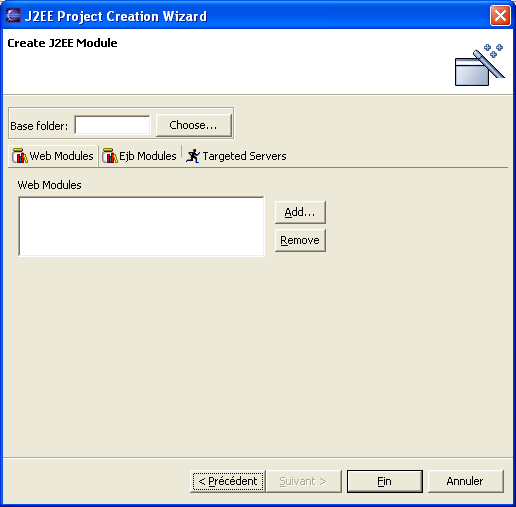 J2EE Project Creation Wizard
Create J2EE Module
Base folder:
Choose...
Web Modules
Ejb Modules
Targeted Servers
Web Modules
Add...
Remove
< Précédent
Suivant >
Fin
Annuler